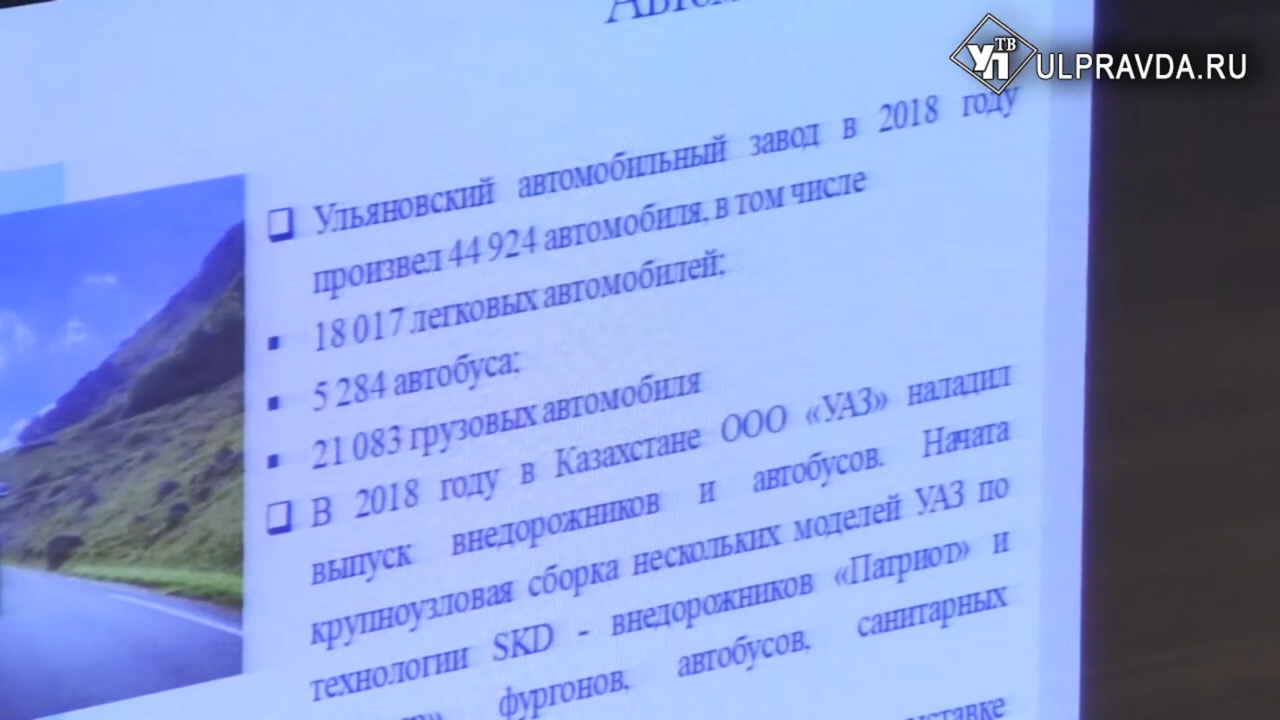 УП ТВ ULPRAVDA.RU
Ульяновский автомобильный завод в 2018 году
произвел 44 924 автомобиля, в том числе
18 017 легковых автомобилей;
5 284 автобуса;
21 083 грузовых автомобиля
В 2018 году в Казахстане ООО «УАЗ» наладил
выпуск внедорожников и автобусов. Начата
крупноузловая сборка нескольких моделей УАЗ по
технологии SKD - внедорожников «Патриот» и
фургонов, автобусов, санитарных